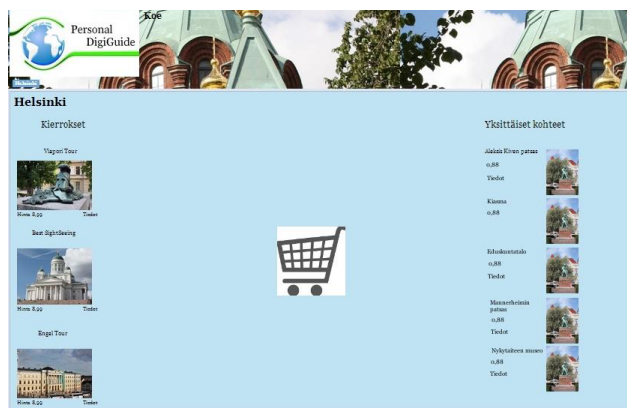 Personal
DigiGuide
Koe
Helsinki
Kierrokset
Viapori Tour
Hinta 8,99 Tiedot
Best SightSeeing
Hinta 8,99 Tiedot
Engel Tour
Hinta 8,99 Tiedot
Yksittäiset kohteet
Aleksis Kiven patsas
0,88
Tiedot
Kiasma
0,88
Eduskuntatalo
0,88
Tiedot
Mannerheimin
patsas
0,88
Tiedot
Nykytaiteen museo
0,88
Tiedot